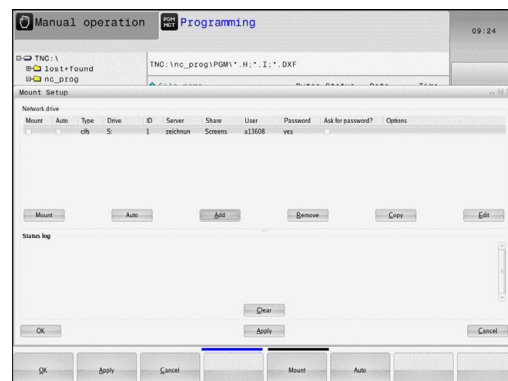 Manual operation
PGM MGT Programming
09:24
TNC:\
lost+found
nc_prog
TNC:\nc_prog\PGM\*.H;*.I;*.DXF
Mount Setup
Network drive
Mount Auto Type Drive ID Server Share User Password Ask for password? Options
cifs S: 1 zeichnun Screens a13608 yes
Mount Auto Add Remove Copy Edit
Status log
Clear
OK Apply Cancel
OK Apply Cancel Mount Auto